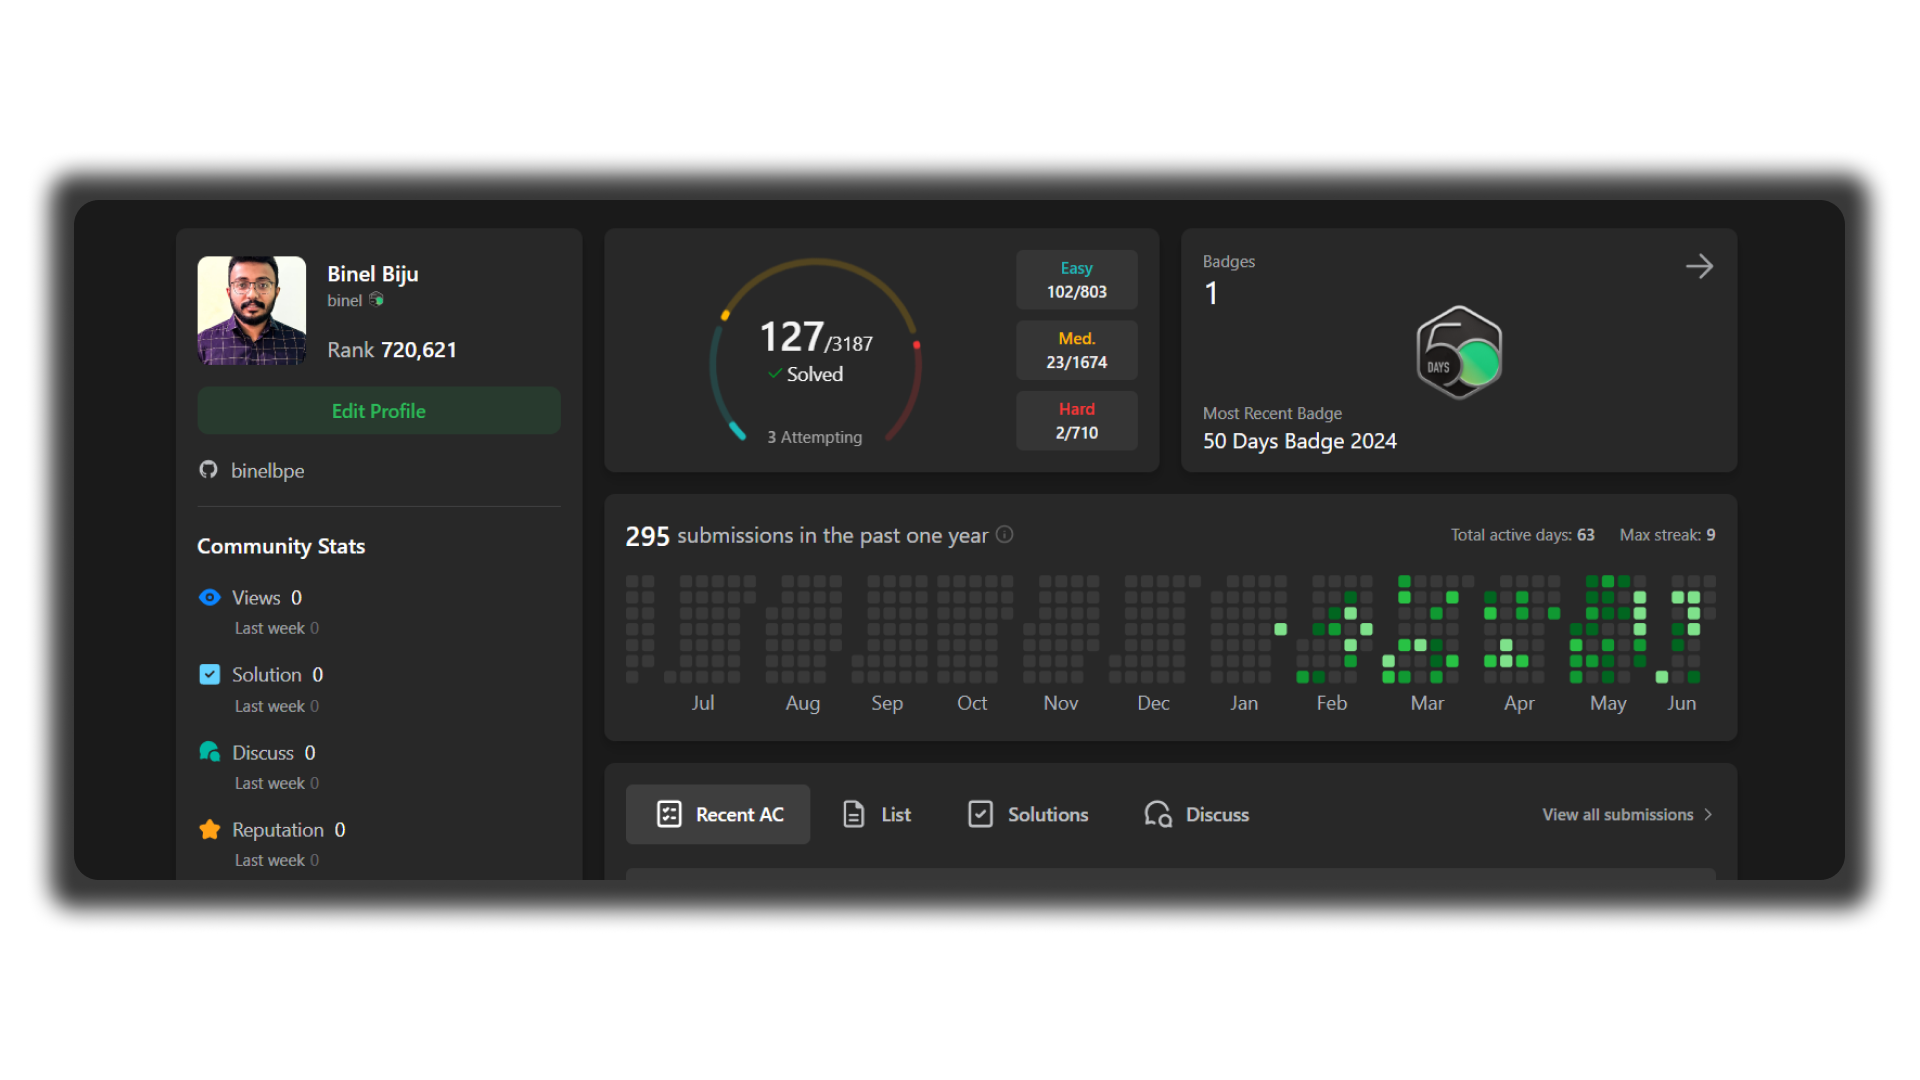 Binel Biju
binel
Rank 720,621
Edit Profile
binelbpe
Community Stats
Views 0
Last week 0
Solution 0
Last week 0
Discuss 0
Last week 0
Reputation 0
Last week 0
127/3187
Solved
3 Attempting
Easy
102/803
Med.
23/1674
Hard
2/710
Badges
1
50
DAYS
Most Recent Badge
50 Days Badge 2024
295 submissions in the past one year
Total active days: 63 Max streak: 9
Jul Aug Sep Oct Nov Dec Jan Feb Mar Apr May Jun
Recent AC List Solutions Discuss View all submissions